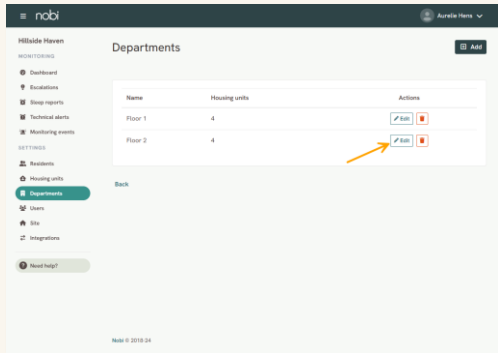 nobi
Aurelie Hens
Hillside Haven
MONITORING
Dashboard
Escalations
Sleep reports
Technical alerts
Monitoring events
SETTINGS
Residents
Housing units
Departments
Users
Site
Integrations
Need help?
Departments
Add
Name Housing units Actions
Floor 1 4 Edit
Floor 2 4 Edit
Back
Nobi © 2018-24